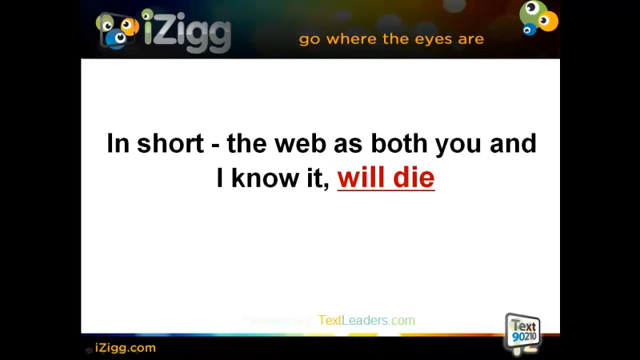 iZigg
go where the eyes are
In short - the web as both you and
I know it, will die
TextLeaders.com
Text
90210
iZigg.com